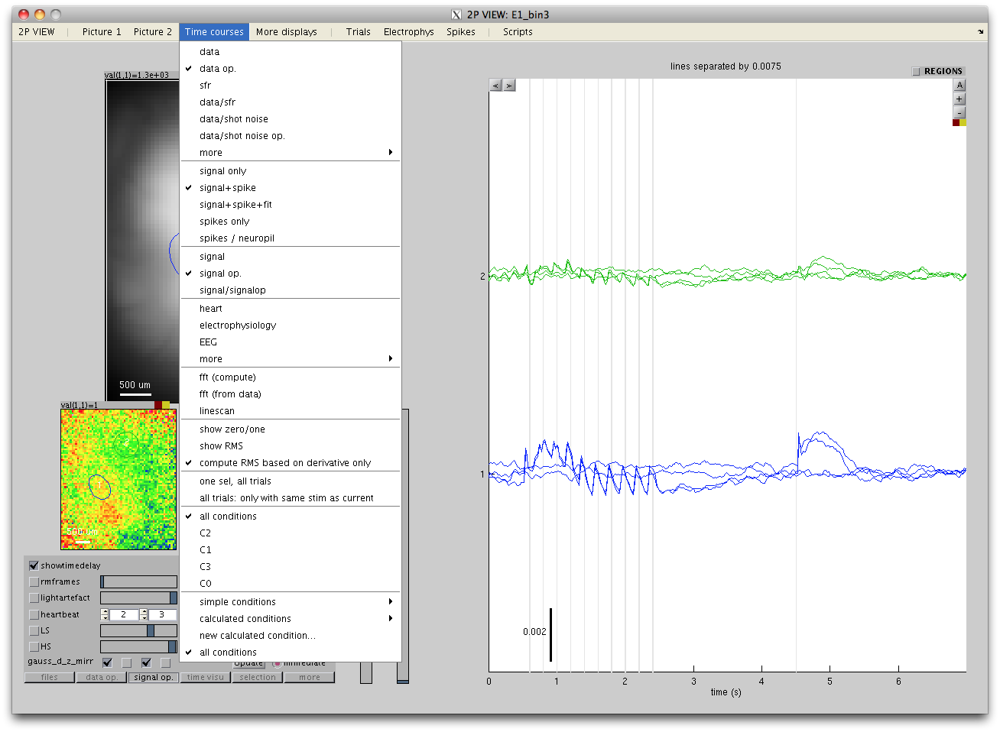 X 2P VIEW: E1_bin3
2P VIEW Picture 1 Picture 2 Time courses More displays Trials Electrophys Spikes Scripts
val(1,1)=1.3e+03
500 um
val(1,1)=1
500 um
showtimedelay
rmframes
lightartefact
heartbeat 2 3
LS
HS
gauss_d_z_mirr
Update immediate
files data op. signal op. time visu selection more
data
data op.
sfr
data/sfr
data/shot noise
data/shot noise op.
more
signal only
signal+spike
signal+spike+fit
spikes only
spikes / neuropil
signal
signal op.
signal/signalop
heart
electrophysiology
EEG
more
fft (compute)
fft (from data)
linescan
show zero/one
show RMS
compute RMS based on derivative only
one sel, all trials
all trials: only with same stim as current
all conditions
C2
C1
C3
C0
simple conditions
calculated conditions
new calculated condition...
all conditions
lines separated by 0.0075
REGIONS
< >
A
+
-
2
1
0.002
0 1 2 3 4 5 6
time (s)